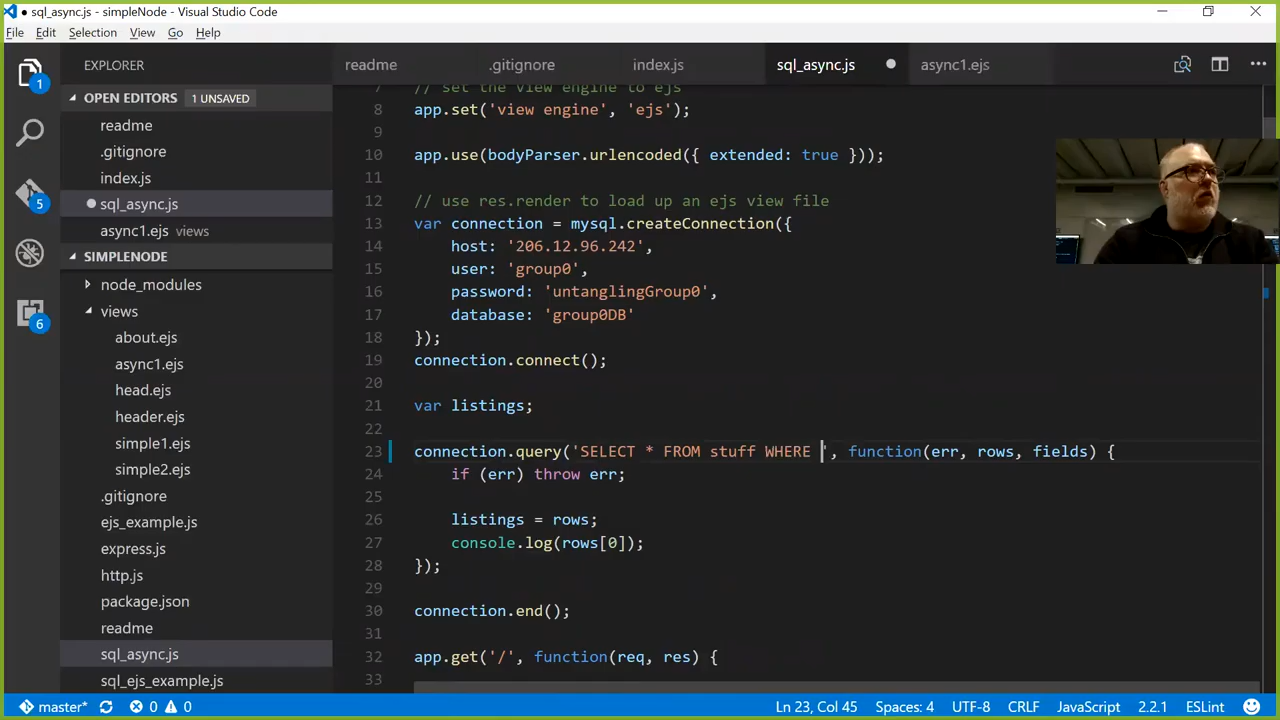 ● sql_async.js - simpleNode - Visual Studio Code
File Edit Selection View Go Help
EXPLORER
readme .gitignore index.js sql_async.js ● async1.ejs
1
OPEN EDITORS 1 UNSAVED
readme
.gitignore
index.js
5
● sql_async.js
async1.ejs views
SIMPLENODE
node_modules
views
6
about.ejs
async1.ejs
head.ejs
header.ejs
simple1.ejs
simple2.ejs
.gitignore
ejs_example.js
express.js
http.js
package.json
readme
sql_async.js
sql_ejs_example.js
7 // set the view engine to ejs
8 app.set('view engine', 'ejs');
9
10 app.use(bodyParser.urlencoded({ extended: true }));
11
12 // use res.render to load up an ejs view file
13 var connection = mysql.createConnection({
14 host: '206.12.96.242',
15 user: 'group0',
16 password: 'untanglingGroup0',
17 database: 'group0DB'
18 });
19 connection.connect();
20
21 var listings;
22
23 connection.query('SELECT * FROM stuff WHERE ', function(err, rows, fields) {
24 if (err) throw err;
25
26 listings = rows;
27 console.log(rows[0]);
28 });
29
30 connection.end();
31
32 app.get('/', function(req, res) {
33
master* 0 0 Ln 23, Col 45 Spaces: 4 UTF-8 CRLF JavaScript 2.2.1 ESLint